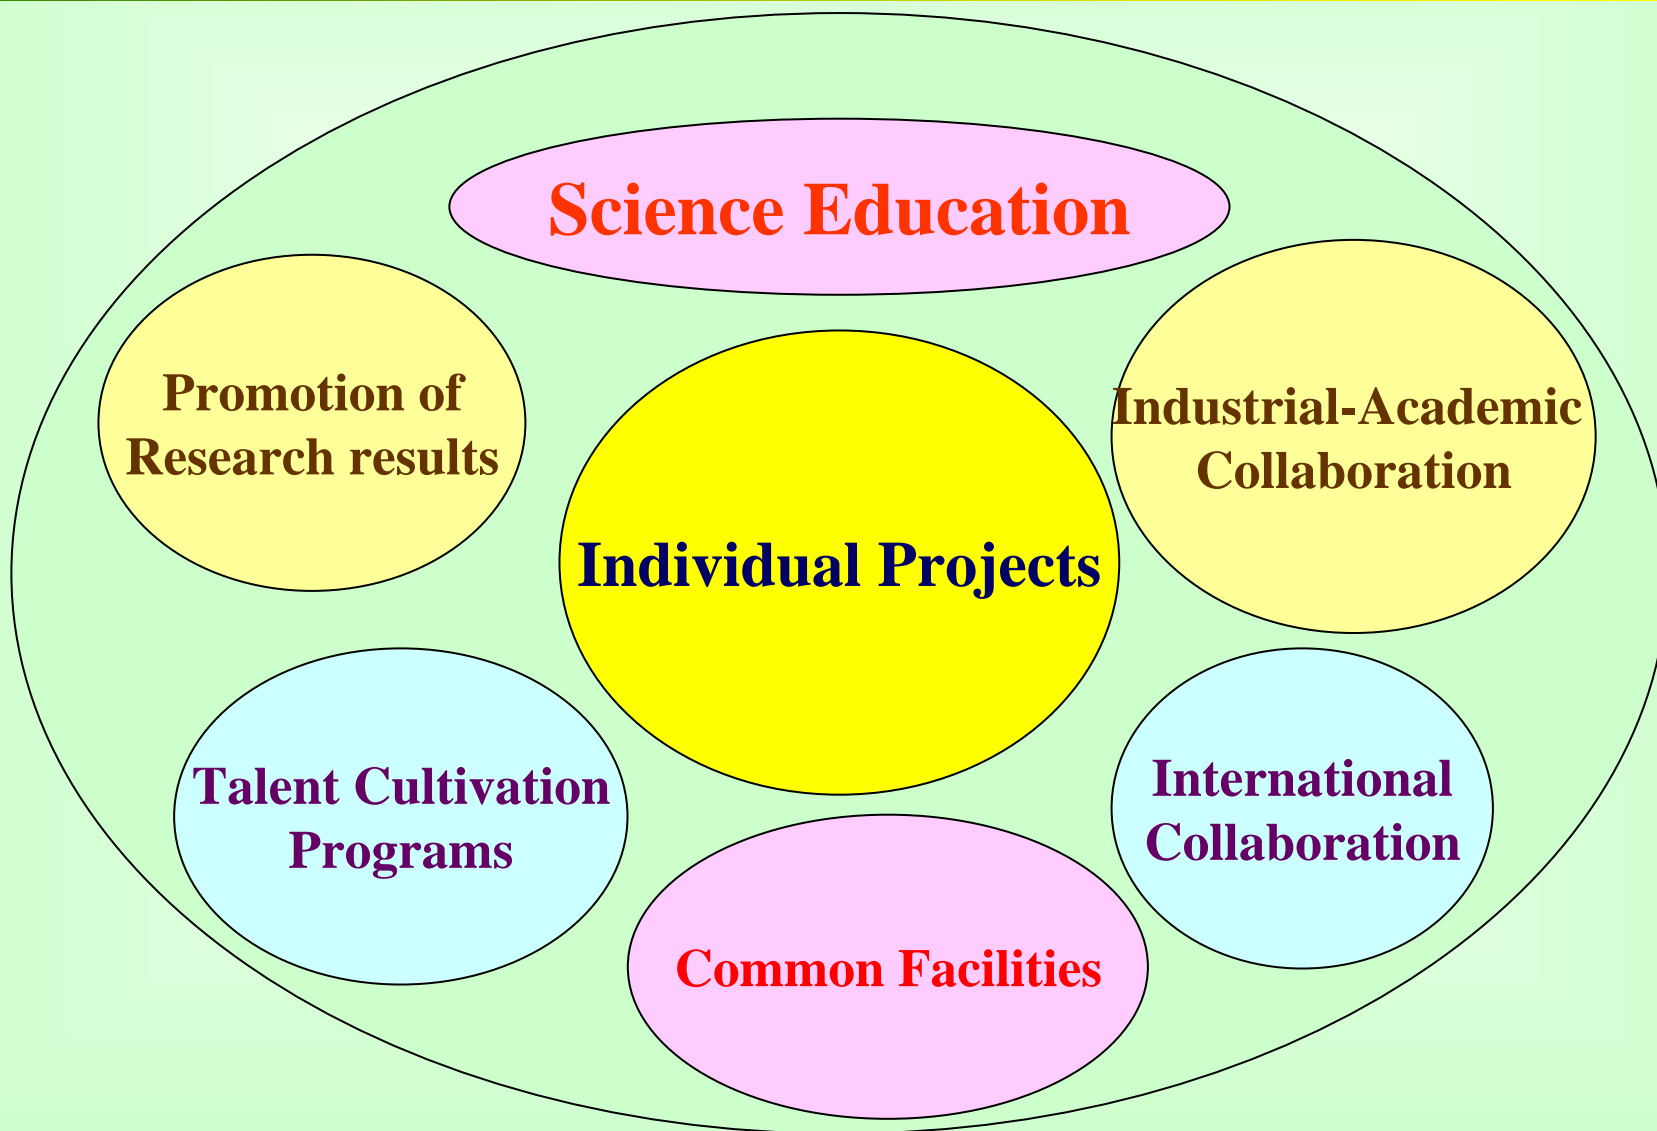 Science Education
Promotion of
Research results
Industrial-Academic
Collaboration
Individual Projects
Talent Cultivation
Programs
International
Collaboration
Common Facilities